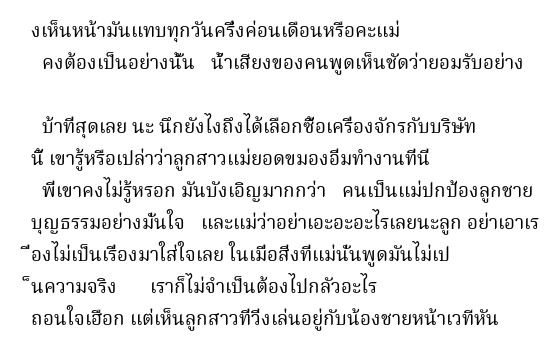 งเห็นหน้ามันแทบทุกวันครึ่งค่อนเดือนหรือคะแม่
คงต้องเป็นอย่างนั้น น้ำเสียงของคนพูดเห็นชัดว่ายอมรับอย่าง
บ้าที่สุดเลย นะ นึกยังไงถึงได้เลือกซื้อเครื่องจักรกับบริษัท
นี้ เขารู้หรือเปล่าว่าลูกสาวแม่ยอดขมองอิ่มทำงานที่นี่
พี่เขาคงไม่รู้หรอก มันบังเอิญมากกว่า คนเป็นแม่ปกป้องลูกชาย
บุญธรรมอย่างมั่นใจ และแม่ว่าอย่าเอะอะอะไรเลยนะลูก อย่าเอาเร
ื่องไม่เป็นเรื่องมาใส่ใจเลย ในเมื่อสิ่งที่แม่นั่นพูดมันไม่เป
็นความจริง เราก็ไม่จำเป็นต้องไปกลัวอะไร
ถอนใจเฮือก แต่เห็นลูกสาวที่วิ่งเล่นอยู่กับน้องชายหน้าเวทีหัน